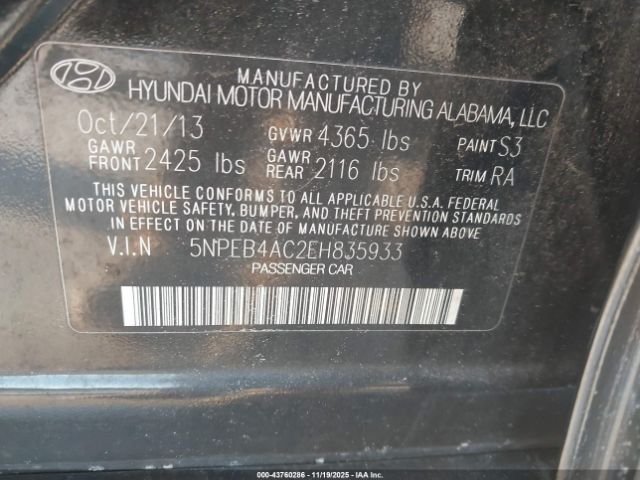 MANUFACTURED BY
HYUNDAI MOTOR MANUFACTURING ALABAMA, LLC
Oct/21/13 GVWR 4365 lbs PAINT S3
GAWR FRONT 2425 lbs GAWR REAR 2116 lbs TRIM RA
THIS VEHICLE CONFORMS TO ALL APPLICABLE U.S.A. FEDERAL
MOTOR VEHICLE SAFETY, BUMPER, AND THEFT PREVENTION STANDARDS
IN EFFECT ON THE DATE OF MANUFACTURE SHOWN ABOVE.
V.I.N 5NPEB4AC2EH835933
PASSENGER CAR
© 43760286 - 11/19/2025 - IAA, INC.